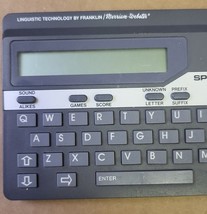 LINGUISTIC TECHNOLOGY BY FRANKLIN/Merriam-Webster®
SP
SOUND UNKNOWN PREFIX
ALIKES GAMES SCORE LETTER SUFFIX
Q W E R T Y U I
A S D F G H J K
Z X C V B N M
ENTER